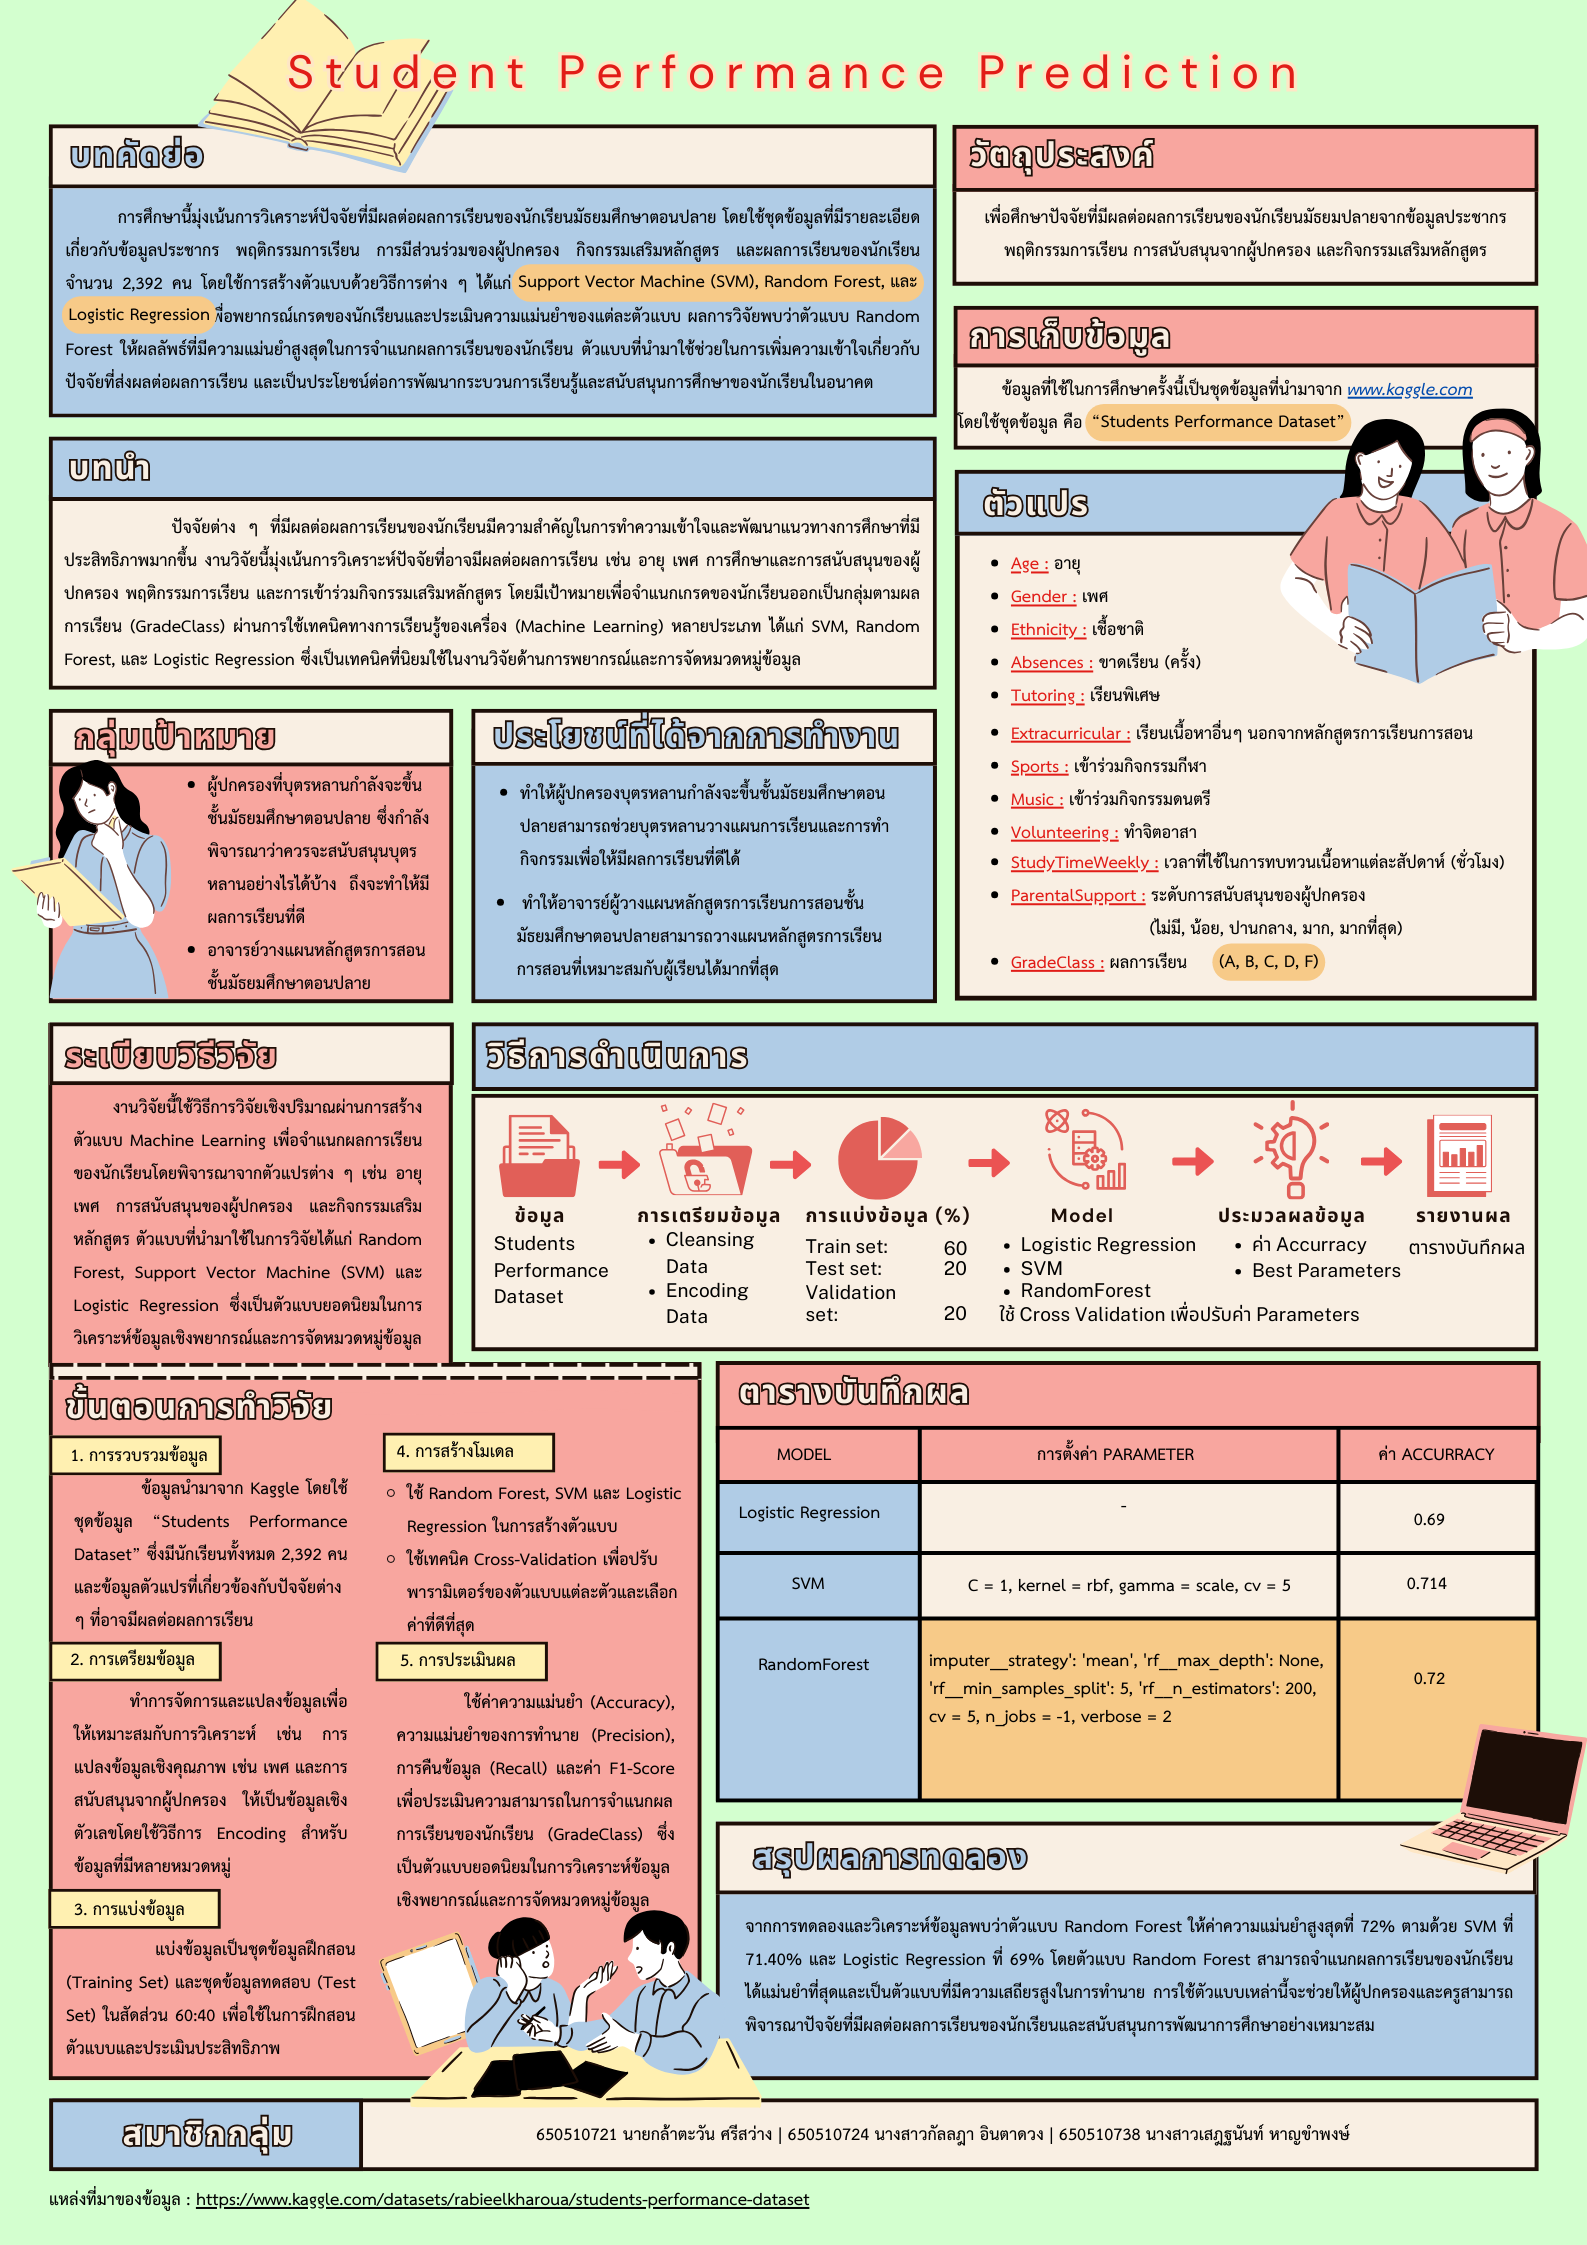 Student Performance Prediction
บทคัดย่อ
การศึกษานี้มุ่งเน้นการวิเคราะห์ปัจจัยที่มีผลต่อผลการเรียนของนักเรียนมัธยมศึกษาตอนปลาย โดยใช้ชุดข้อมูลที่มีรายละเอียด
เกี่ยวกับข้อมูลประชากร พฤติกรรมการเรียน การมีส่วนร่วมของผู้ปกครอง กิจกรรมเสริมหลักสูตร และผลการเรียนของนักเรียน
จำนวน 2,392 คน โดยใช้การสร้างตัวแบบด้วยวิธีการต่าง ๆ ได้แก่ Support Vector Machine (SVM), Random Forest, และ
Logistic Regression พื่อพยากรณ์เกรดของนักเรียนและประเมินความแม่นยำของแต่ละตัวแบบ ผลการวิจัยพบว่าตัวแบบ Random
Forest ให้ผลลัพธ์ที่มีความแม่นยำสูงสุดในการจำแนกผลการเรียนของนักเรียน ตัวแบบที่นำมาใช้ช่วยในการเพิ่มความเข้าใจเกี่ยวกับ
ปัจจัยที่ส่งผลต่อผลการเรียน และเป็นประโยชน์ต่อการพัฒนากระบวนการเรียนรู้และสนับสนุนการศึกษาของนักเรียนในอนาคต
วัตถุประสงค์
เพื่อศึกษาปัจจัยที่มีผลต่อผลการเรียนของนักเรียนมัธยมปลายจากข้อมูลประชากร
พฤติกรรมการเรียน การสนับสนุนจากผู้ปกครอง และกิจกรรมเสริมหลักสูตร
การเก็บข้อมูล
ข้อมูลที่ใช้ในการศึกษาครั้งนี้เป็นชุดข้อมูลที่นำมาจาก www.kaggle.com
โดยใช้ชุดข้อมูล คือ “Students Performance Dataset”
บทนำ
ปัจจัยต่าง ๆ ที่มีผลต่อผลการเรียนของนักเรียนมีความสำคัญในการทำความเข้าใจและพัฒนาแนวทางการศึกษาที่มี
ประสิทธิภาพมากขึ้น งานวิจัยนี้มุ่งเน้นการวิเคราะห์ปัจจัยที่อาจมีผลต่อผลการเรียน เช่น อายุ เพศ การศึกษาและการสนับสนุนของผู้
ปกครอง พฤติกรรมการเรียน และการเข้าร่วมกิจกรรมเสริมหลักสูตร โดยมีเป้าหมายเพื่อจำแนกเกรดของนักเรียนออกเป็นกลุ่มตามผล
การเรียน (GradeClass) ผ่านการใช้เทคนิคทางการเรียนรู้ของเครื่อง (Machine Learning) หลายประเภท ได้แก่ SVM, Random
Forest, และ Logistic Regression ซึ่งเป็นเทคนิคที่นิยมใช้ในงานวิจัยด้านการพยากรณ์และการจัดหมวดหมู่ข้อมูล
ตัวแปร
Age : อายุ
Gender : เพศ
Ethnicity : เชื้อชาติ
Absences : ขาดเรียน (ครั้ง)
Tutoring : เรียนพิเศษ
Extracurricular : เรียนเนื้อหาอื่นๆ นอกจากหลักสูตรการเรียนการสอน
Sports : เข้าร่วมกิจกรรมกีฬา
Music : เข้าร่วมกิจกรรมดนตรี
Volunteering : ทำจิตอาสา
StudyTimeWeekly : เวลาที่ใช้ในการทบทวนเนื้อหาแต่ละสัปดาห์ (ชั่วโมง)
ParentalSupport : ระดับการสนับสนุนของผู้ปกครอง
(ไม่มี, น้อย, ปานกลาง, มาก, มากที่สุด)
GradeClass : ผลการเรียน (A, B, C, D, F)
กลุ่มเป้าหมาย
ผู้ปกครองที่บุตรหลานกำลังจะขึ้น
ชั้นมัธยมศึกษาตอนปลาย ซึ่งกำลัง
พิจารณาว่าควรจะสนับสนุนบุตร
หลานอย่างไรได้บ้าง ถึงจะทำให้มี
ผลการเรียนที่ดี
อาจารย์วางแผนหลักสูตรการสอน
ชั้นมัธยมศึกษาตอนปลาย
ประโยชน์ที่ได้จากการทำงาน
ทำให้ผู้ปกครองบุตรหลานกำลังจะขึ้นชั้นมัธยมศึกษาตอน
ปลายสามารถช่วยบุตรหลานวางแผนการเรียนและการทำ
กิจกรรมเพื่อให้มีผลการเรียนที่ดีได้
ทำให้อาจารย์ผู้วางแผนหลักสูตรการเรียนการสอนชั้น
มัธยมศึกษาตอนปลายสามารถวางแผนหลักสูตรการเรียน
การสอนที่เหมาะสมกับผู้เรียนได้มากที่สุด
ระเบียบวิธีวิจัย
งานวิจัยนี้ใช้วิธีการวิจัยเชิงปริมาณผ่านการสร้าง
ตัวแบบ Machine Learning เพื่อจำแนกผลการเรียน
ของนักเรียนโดยพิจารณาจากตัวแปรต่าง ๆ เช่น อายุ
เพศ การสนับสนุนของผู้ปกครอง และกิจกรรมเสริม
หลักสูตร ตัวแบบที่นำมาใช้ในการวิจัยได้แก่ Random
Forest, Support Vector Machine (SVM) และ
Logistic Regression ซึ่งเป็นตัวแบบยอดนิยมในการ
วิเคราะห์ข้อมูลเชิงพยากรณ์และการจัดหมวดหมู่ข้อมูล
วิธีการดำเนินการ
ข้อมูล
Students
Performance
Dataset
การเตรียมข้อมูล
Cleansing
Data
Encoding
Data
การแบ่งข้อมูล (%)
Train set: 60
Test set: 20
Validation
set: 20
Model
Logistic Regression
SVM
RandomForest
ใช้ Cross Validation เพื่อปรับค่า Parameters
ประมวลผลข้อมูล
ค่า Accurracy
Best Parameters
รายงานผล
ตารางบันทึกผล
ขั้นตอนการทำวิจัย
1. การรวบรวมข้อมูล
ข้อมูลนำมาจาก Kaggle โดยใช้
ชุดข้อมูล “Students Performance
Dataset” ซึ่งมีนักเรียนทั้งหมด 2,392 คน
และข้อมูลตัวแปรที่เกี่ยวข้องกับปัจจัยต่าง
ๆ ที่อาจมีผลต่อผลการเรียน
2. การเตรียมข้อมูล
ทำการจัดการและแปลงข้อมูลเพื่อ
ให้เหมาะสมกับการวิเคราะห์ เช่น การ
แปลงข้อมูลเชิงคุณภาพ เช่น เพศ และการ
สนับสนุนจากผู้ปกครอง ให้เป็นข้อมูลเชิง
ตัวเลขโดยใช้วิธีการ Encoding สำหรับ
ข้อมูลที่มีหลายหมวดหมู่
3. การแบ่งข้อมูล
แบ่งข้อมูลเป็นชุดข้อมูลฝึกสอน
(Training Set) และชุดข้อมูลทดสอบ (Test
Set) ในสัดส่วน 60:40 เพื่อใช้ในการฝึกสอน
ตัวแบบและประเมินประสิทธิภาพ
4. การสร้างโมเดล
ใช้ Random Forest, SVM และ Logistic
Regression ในการสร้างตัวแบบ
ใช้เทคนิค Cross-Validation เพื่อปรับ
พารามิเตอร์ของตัวแบบแต่ละตัวและเลือก
ค่าที่ดีที่สุด
5. การประเมินผล
ใช้ค่าความแม่นยำ (Accuracy),
ความแม่นยำของการทำนาย (Precision),
การคืนข้อมูล (Recall) และค่า F1-Score
เพื่อประเมินความสามารถในการจำแนกผล
การเรียนของนักเรียน (GradeClass) ซึ่ง
เป็นตัวแบบยอดนิยมในการวิเคราะห์ข้อมูล
เชิงพยากรณ์และการจัดหมวดหมู่ข้อมูล
ตารางบันทึกผล
MODEL การตั้งค่า PARAMETER ค่า ACCURRACY
Logistic Regression - 0.69
SVM C = 1, kernel = rbf, gamma = scale, cv = 5 0.714
RandomForest imputer__strategy': 'mean', 'rf__max_depth': None, 0.72
'rf__min_samples_split': 5, 'rf__n_estimators': 200,
cv = 5, n_jobs = -1, verbose = 2
สรุปผลการทดลอง
จากการทดลองและวิเคราะห์ข้อมูลพบว่าตัวแบบ Random Forest ให้ค่าความแม่นยำสูงสุดที่ 72% ตามด้วย SVM ที่
71.40% และ Logistic Regression ที่ 69% โดยตัวแบบ Random Forest สามารถจำแนกผลการเรียนของนักเรียน
ได้แม่นยำที่สุดและเป็นตัวแบบที่มีความเสถียรสูงในการทำนาย การใช้ตัวแบบเหล่านี้จะช่วยให้ผู้ปกครองและครูสามารถ
พิจารณาปัจจัยที่มีผลต่อผลการเรียนของนักเรียนและสนับสนุนการพัฒนาการศึกษาอย่างเหมาะสม
สมาชิกกลุ่ม
650510721 นายกล้าตะวัน ศรีสว่าง | 650510724 นางสาวกัลลฎา อินตาดวง | 650510738 นางสาวเสฎฐนันท์ หาญขำพงษ์
แหล่งที่มาของข้อมูล : https://www.kaggle.com/datasets/rabieelkharoua/students-performance-dataset